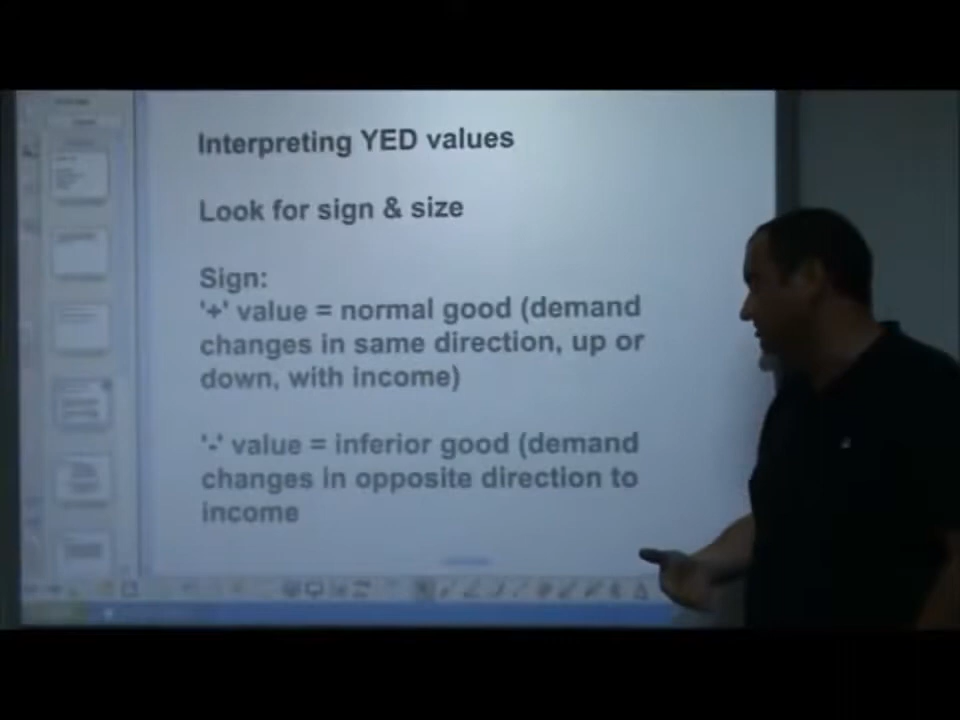 Interpreting YED values
Look for sign & size
Sign:
'+' value = normal good (demand
changes in same direction, up or
down, with income)
'-' value = inferior good (demand
changes in opposite direction to
income